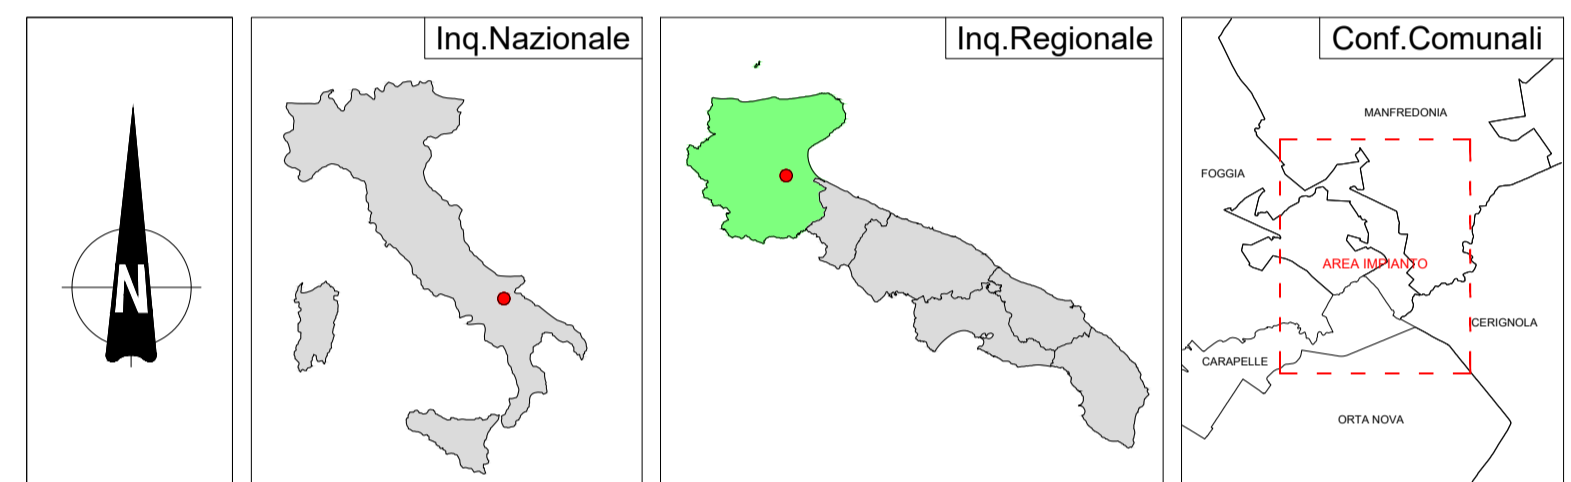 N
Inq.Nazionale
Inq.Regionale
Conf.Comunali
MANFREDONIA
FOGGIA
AREA IMPIANTO
CERIGNOLA
CARAPELLE
ORTA NOVA